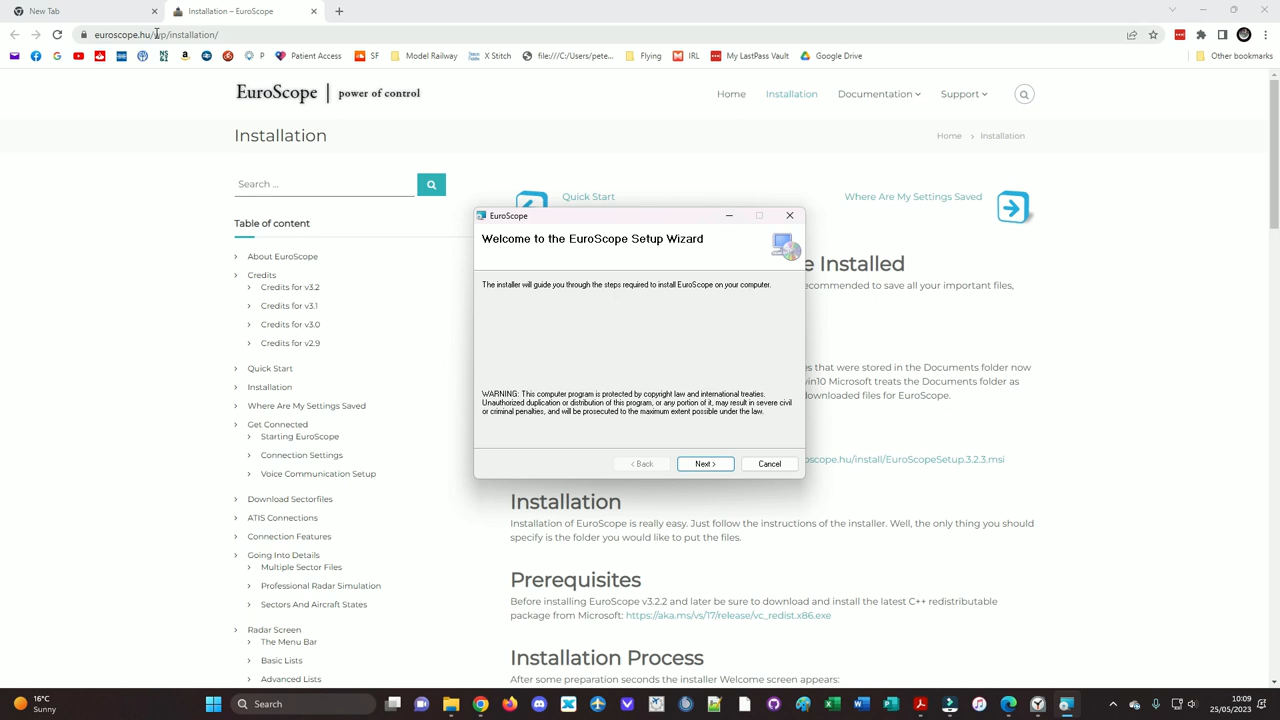 New Tab
Installation – EuroScope
euroscope.hu/wp/installation/
P
Patient Access
SF
Model Railway
X Stitch
file:///C:/Users/pete...
Flying
IRL
My LastPass Vault
Google Drive
Other bookmarks
EuroScope | power of control
Home
Installation
Documentation
Support
Installation
Home > Installation
Search ...
Quick Start
Where Are My Settings Saved
Table of content
About EuroScope
Credits
Credits for v3.2
Credits for v3.1
Credits for v3.0
Credits for v2.9
Quick Start
Installation
Where Are My Settings Saved
Get Connected
Starting EuroScope
Connection Settings
Voice Communication Setup
Download Sectorfiles
ATIS Connections
Connection Features
Going Into Details
Multiple Sector Files
Professional Radar Simulation
Sectors And Aircraft States
Radar Screen
The Menu Bar
Basic Lists
Advanced Lists
EuroScope
Welcome to the EuroScope Setup Wizard
The installer will guide you through the steps required to install EuroScope on your computer.
WARNING: This computer program is protected by copyright law and international treaties.
Unauthorized duplication or distribution of this program, or any portion of it, may result in severe civil
or criminal penalties, and will be prosecuted to the maximum extent possible under the law.
< Back
Next >
Cancel
e Installed
ecommended to save all your important files,
s that were stored in the Documents folder now
in10 Microsoft treats the Documents folder as
downloaded files for EuroScope.
oscope.hu/install/EuroScopeSetup.3.2.3.msi
Installation
Installation of EuroScope is really easy. Just follow the instructions of the installer. Well, the only thing you should
specify is the folder you would like to put the files.
Prerequisites
Before installing EuroScope v3.2.2 and later be sure to download and install the latest C++ redistributable
package from Microsoft: https://aka.ms/vs/17/release/vc_redist.x86.exe
Installation Process
After some preparation seconds the installer Welcome screen appears:
16°C
Sunny
Search
10:09
25/05/2023